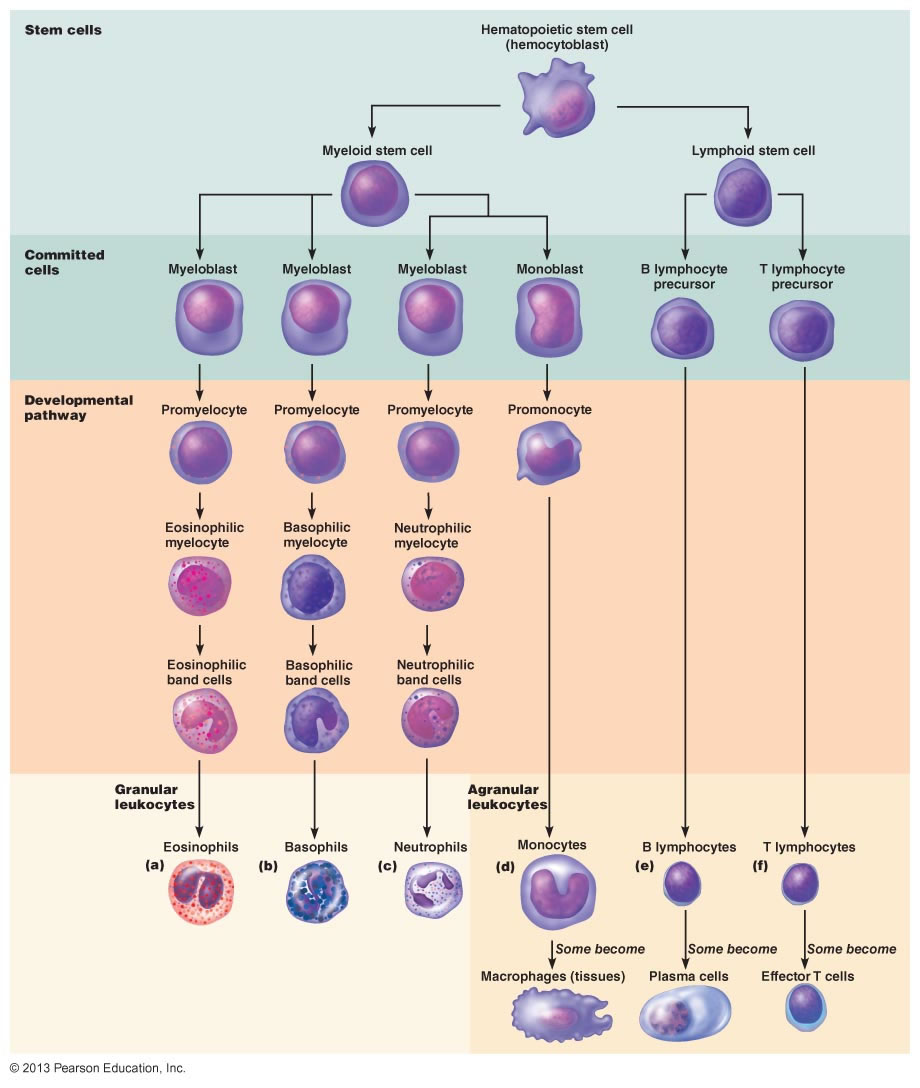 Stem cells
Hematopoietic stem cell
(hemocytoblast)
Myeloid stem cell
Lymphoid stem cell
Committed
cells
Myeloblast
Myeloblast
Myeloblast
Monoblast
B lymphocyte
precursor
T lymphocyte
precursor
Developmental
pathway
Promyelocyte
Promyelocyte
Promyelocyte
Promonocyte
Eosinophilic
myelocyte
Basophilic
myelocyte
Neutrophilic
myelocyte
Eosinophilic
band cells
Basophilic
band cells
Neutrophilic
band cells
Granular
leukocytes
Agranular
leukocytes
Eosinophils
(a)
Basophils
(b)
Neutrophils
(c)
Monocytes
(d)
B lymphocytes
(e)
T lymphocytes
(f)
Some become
Some become
Some become
Macrophages (tissues)
Plasma cells
Effector T cells
© 2013 Pearson Education, Inc.